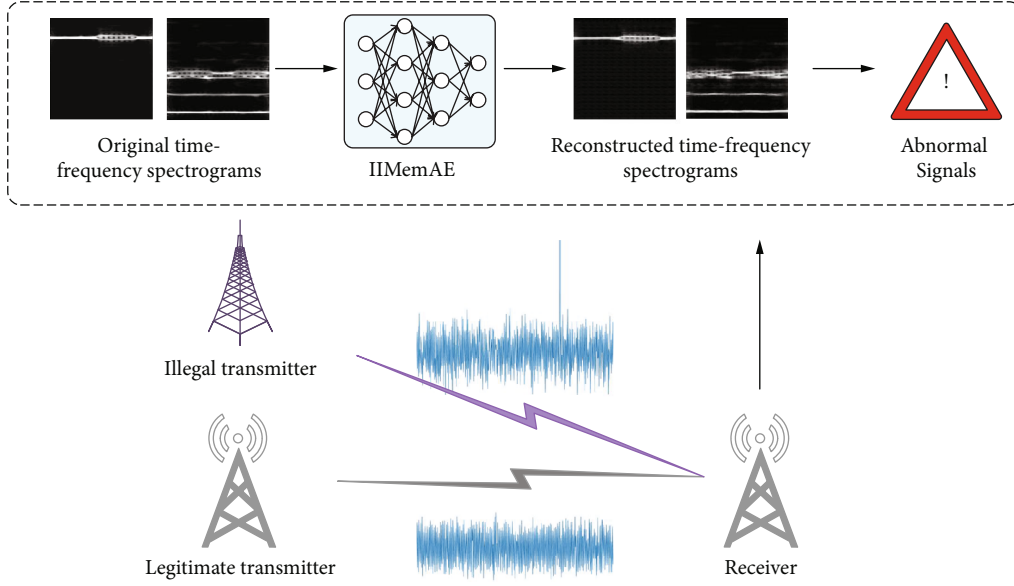 Original time-
frequency spectrograms
IIMemAE
Reconstructed time-frequency
spectrograms
!
Abnormal
Signals
Illegal transmitter
Legitimate transmitter
Receiver